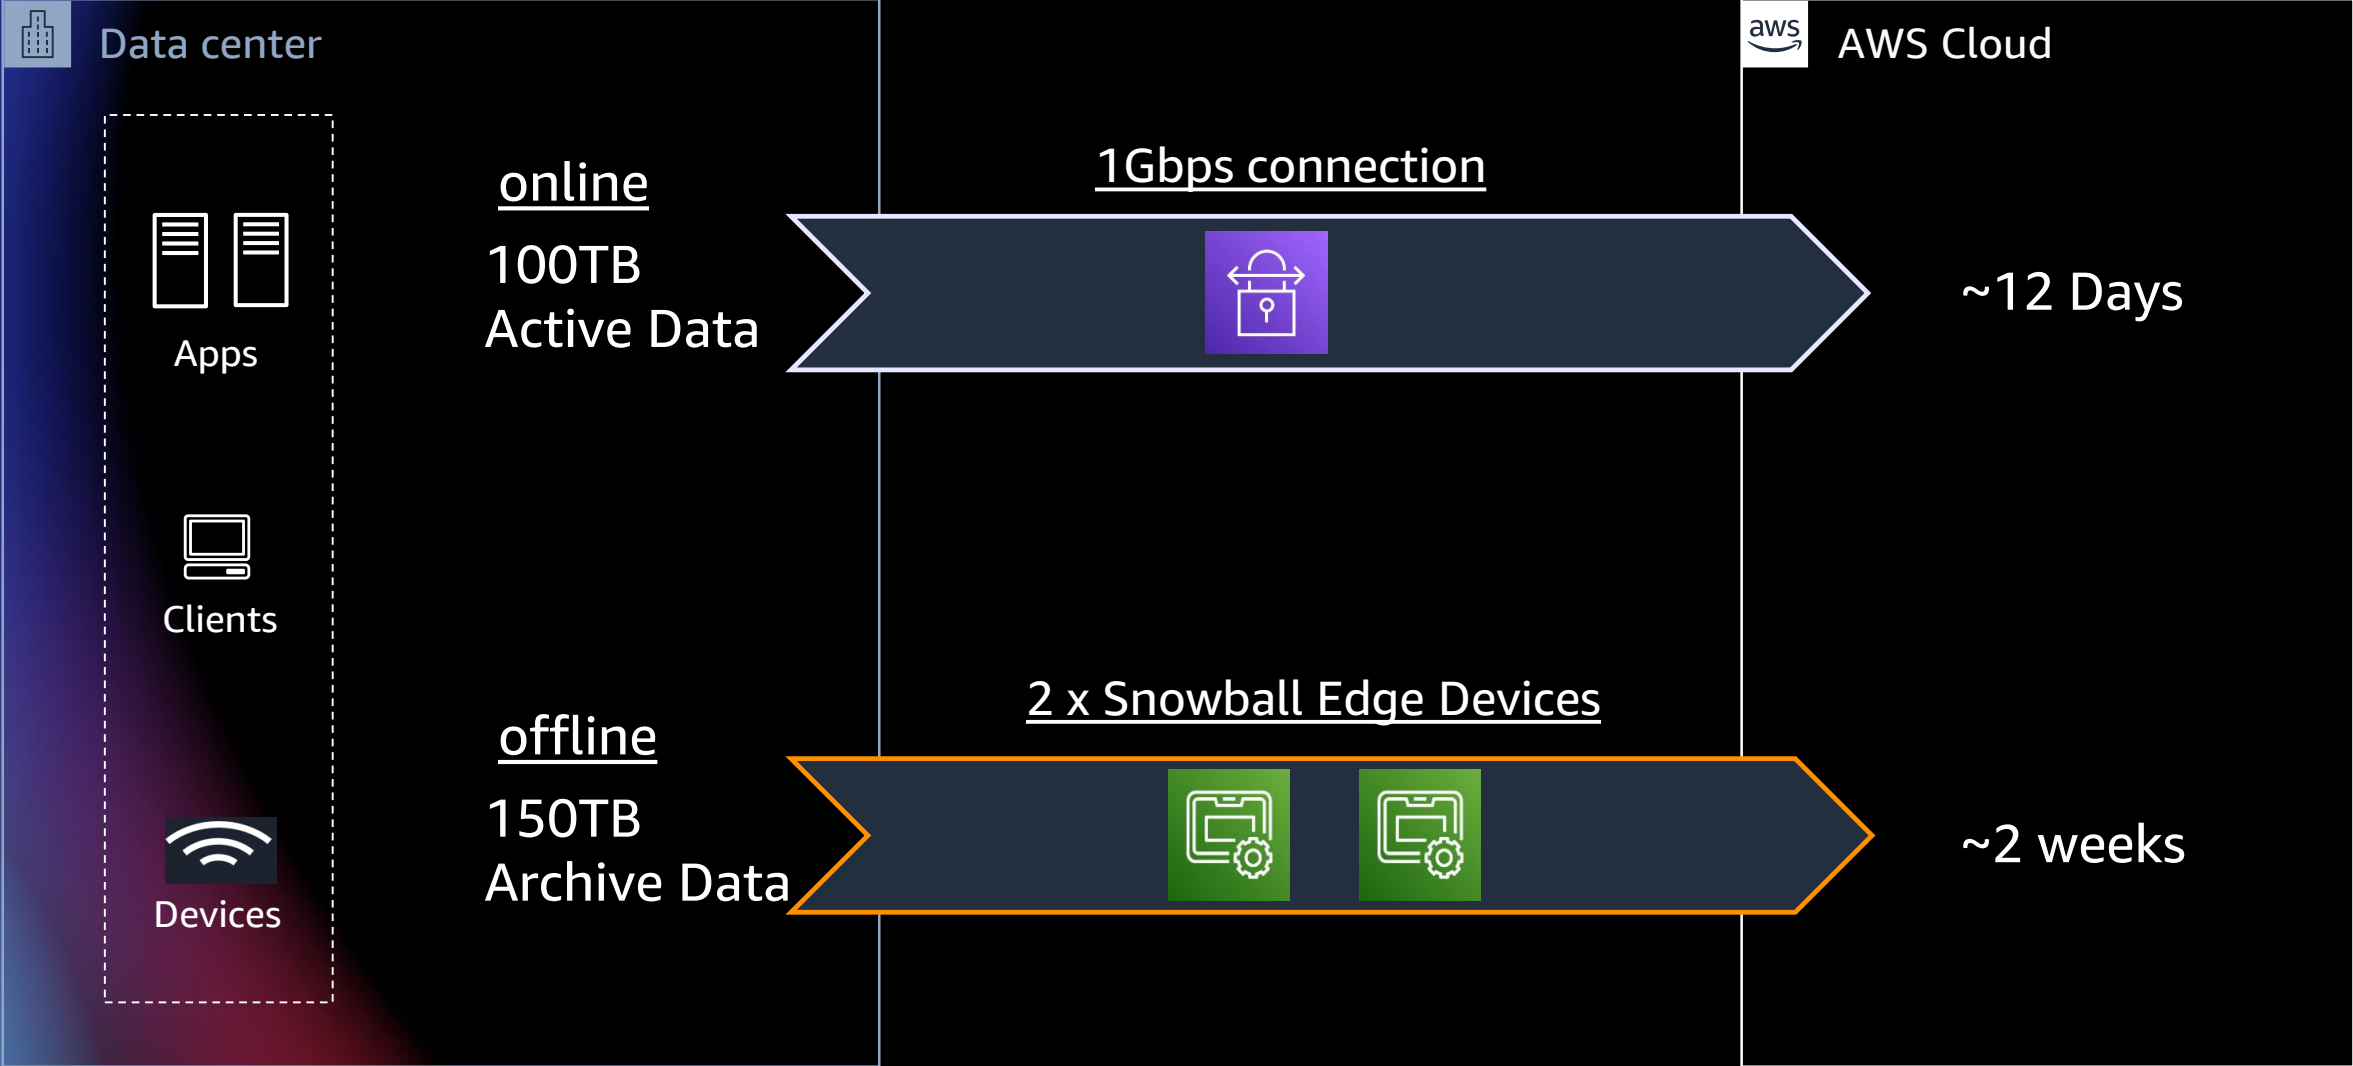 Data center
aws
AWS Cloud
online
100TB
Active Data
1Gbps connection
~12 Days
Apps
Clients
offline
150TB
Archive Data
2 x Snowball Edge Devices
~2 weeks
Devices